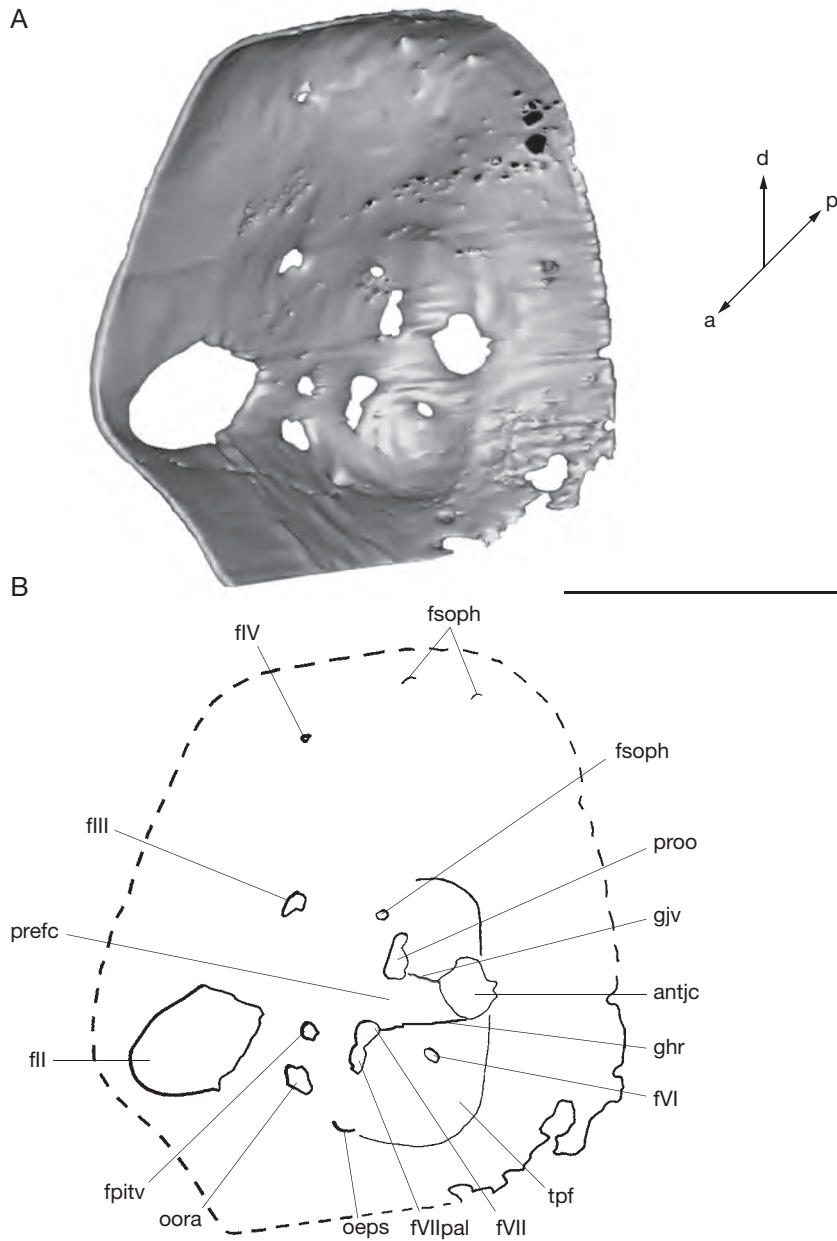 A
d
p
a
B
fsoph
fIV
fsoph
fIII
proo
gjv
prefc
antjc
ghr
fII
fVI
fpitv
tpf
oora
oeps
fVIIpal
fVII